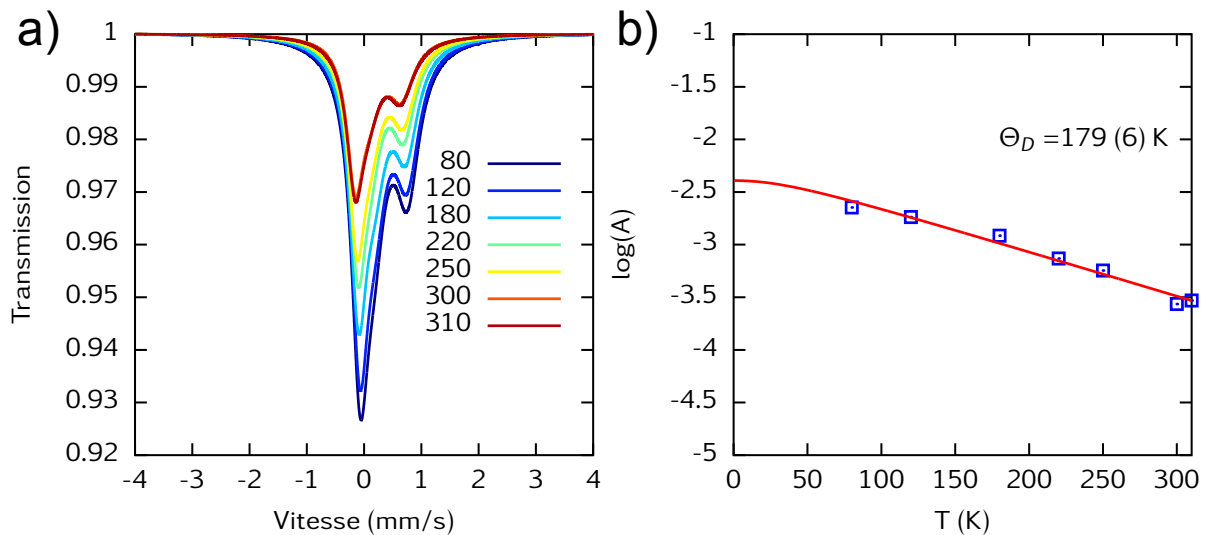 a)
Transmission
1
0.99
0.98
0.97
0.96
0.95
0.94
0.93
0.92
80
120
180
220
250
300
310
-4 -3 -2 -1 0 1 2 3 4
Vitesse (mm/s)
b)
log(A)
-1
-1.5
-2
-2.5
-3
-3.5
-4
-4.5
-5
Θ_D =179 (6) K
0 50 100 150 200 250 300
T (K)